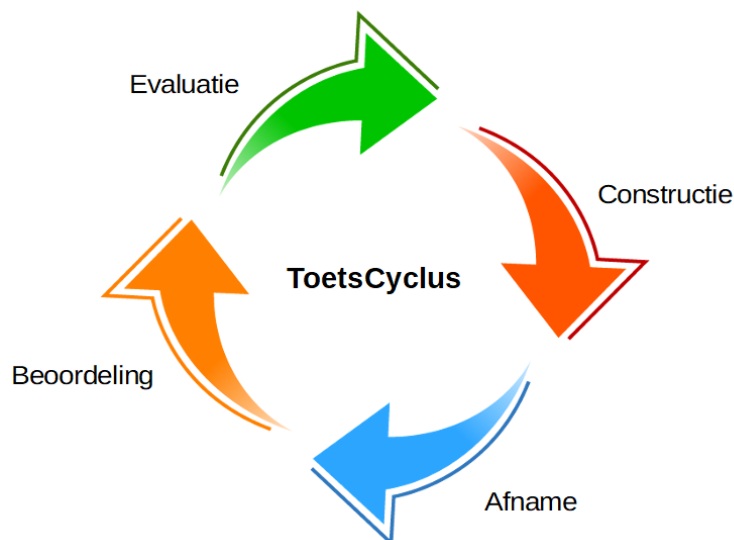 Evaluatie
Constructie
ToetsCyclus
Beoordeling
Afname